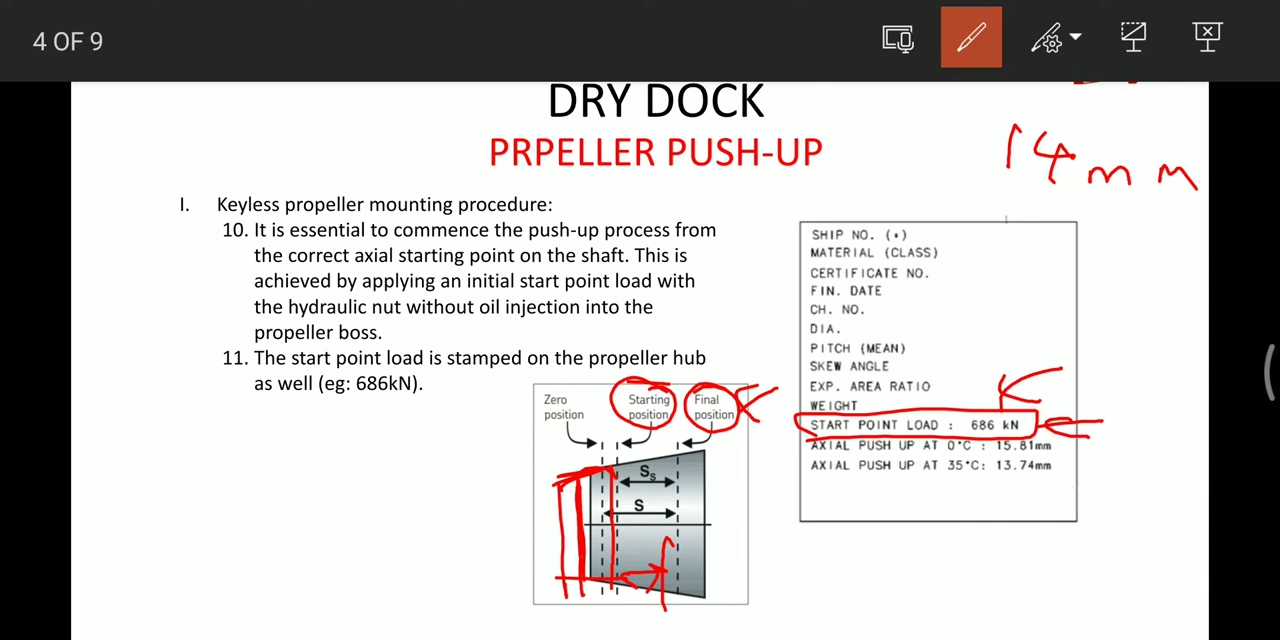 4 OF 9
DRY DOCK
PRPELLER PUSH-UP
14mm
I. Keyless propeller mounting procedure:
10. It is essential to commence the push-up process from
the correct axial starting point on the shaft. This is
achieved by applying an initial start point load with
the hydraulic nut without oil injection into the
propeller boss.
11. The start point load is stamped on the propeller hub
as well (eg: 686kN).
Zero
position
Starting
position
Final
position
Ss
S
SHIP NO. (•)
MATERIAL (CLASS)
CERTIFICATE NO.
FIN. DATE
CH. NO.
DIA.
PITCH (MEAN)
SKEW ANGLE
EXP. AREA RATIO
WEIGHT
START POINT LOAD : 686 kN
AXIAL PUSH UP AT 0°C : 15.81mm
AXIAL PUSH UP AT 35°C: 13.74mm